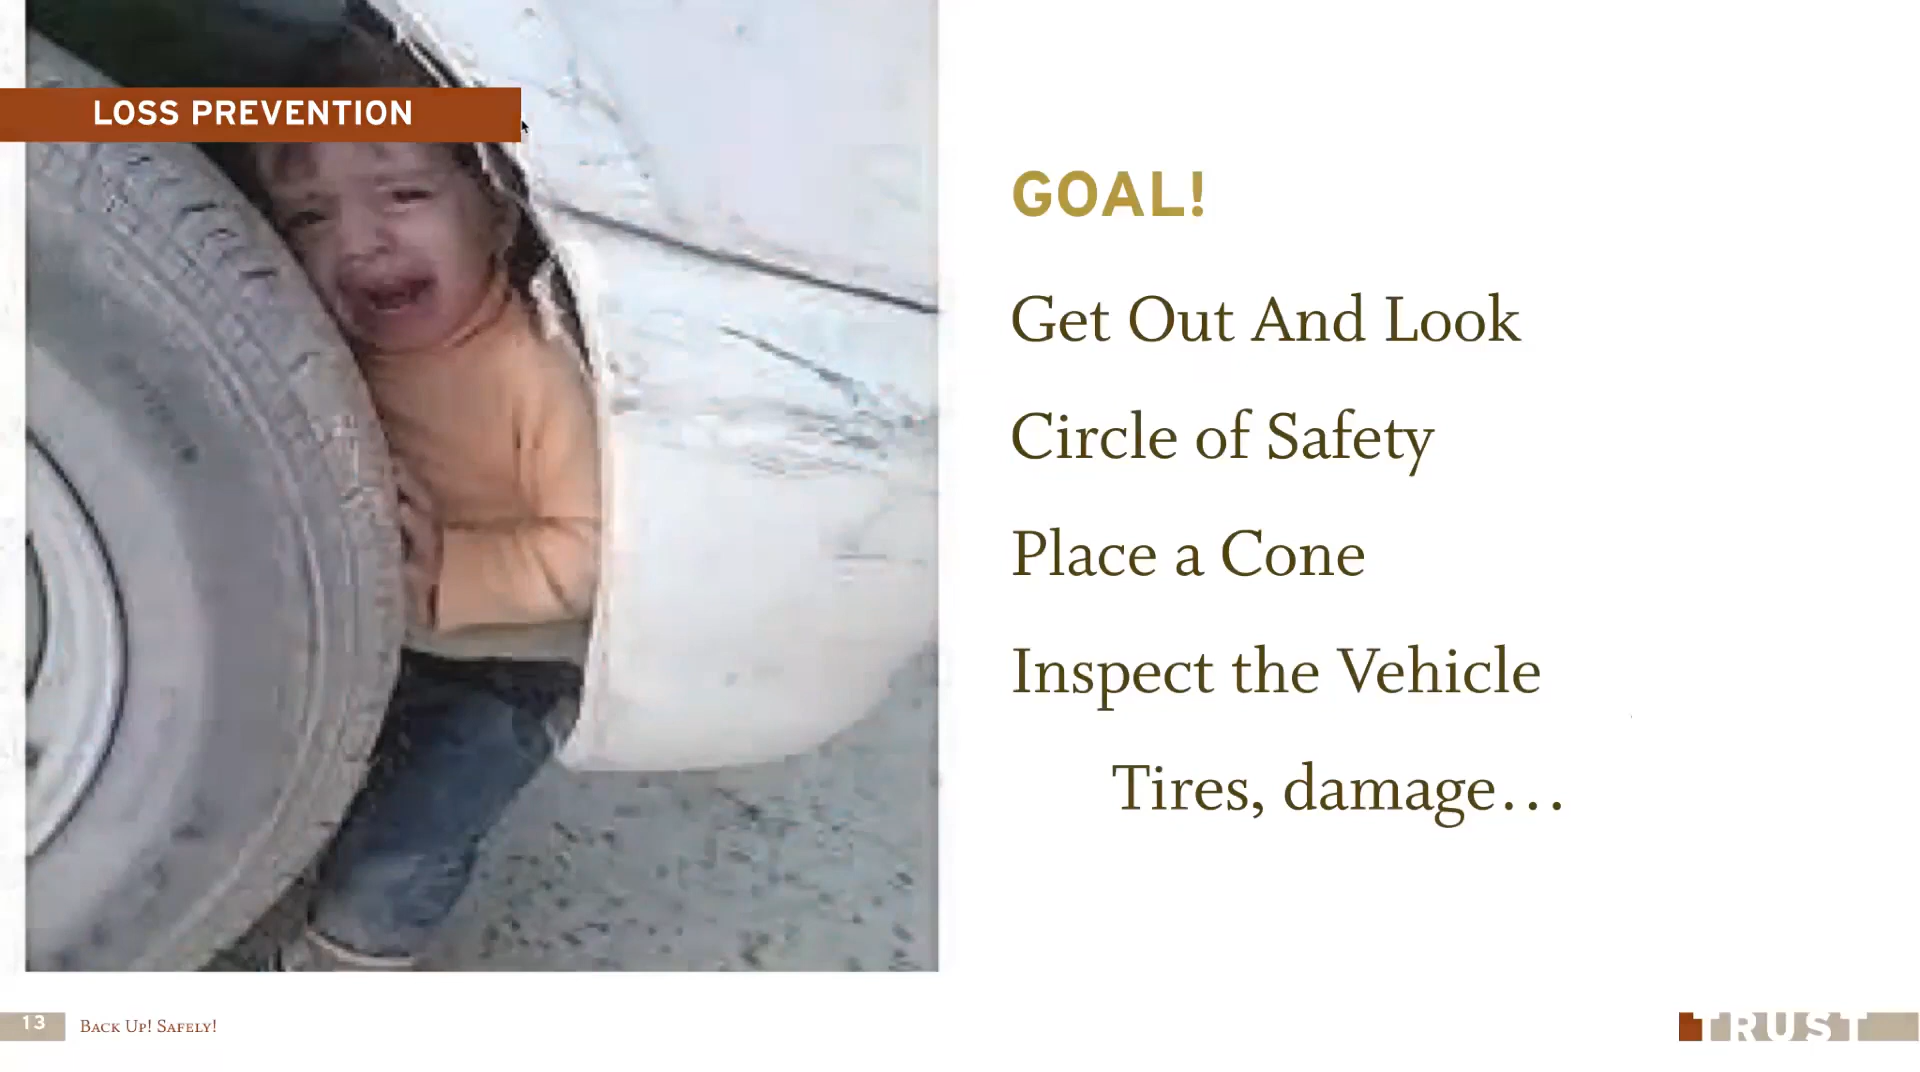 LOSS PREVENTION
GOAL!
Get Out And Look
Circle of Safety
Place a Cone
Inspect the Vehicle
Tires, damage...
13 Back Up! Safely!
TRUST